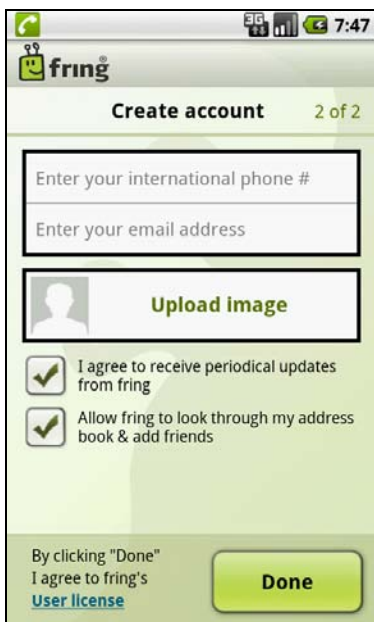 3G 7:47
fring
Create account 2 of 2
Enter your international phone #
Enter your email address
Upload image
I agree to receive periodical updates
from fring
Allow fring to look through my address
book & add friends
By clicking "Done"
I agree to fring's
User license
Done